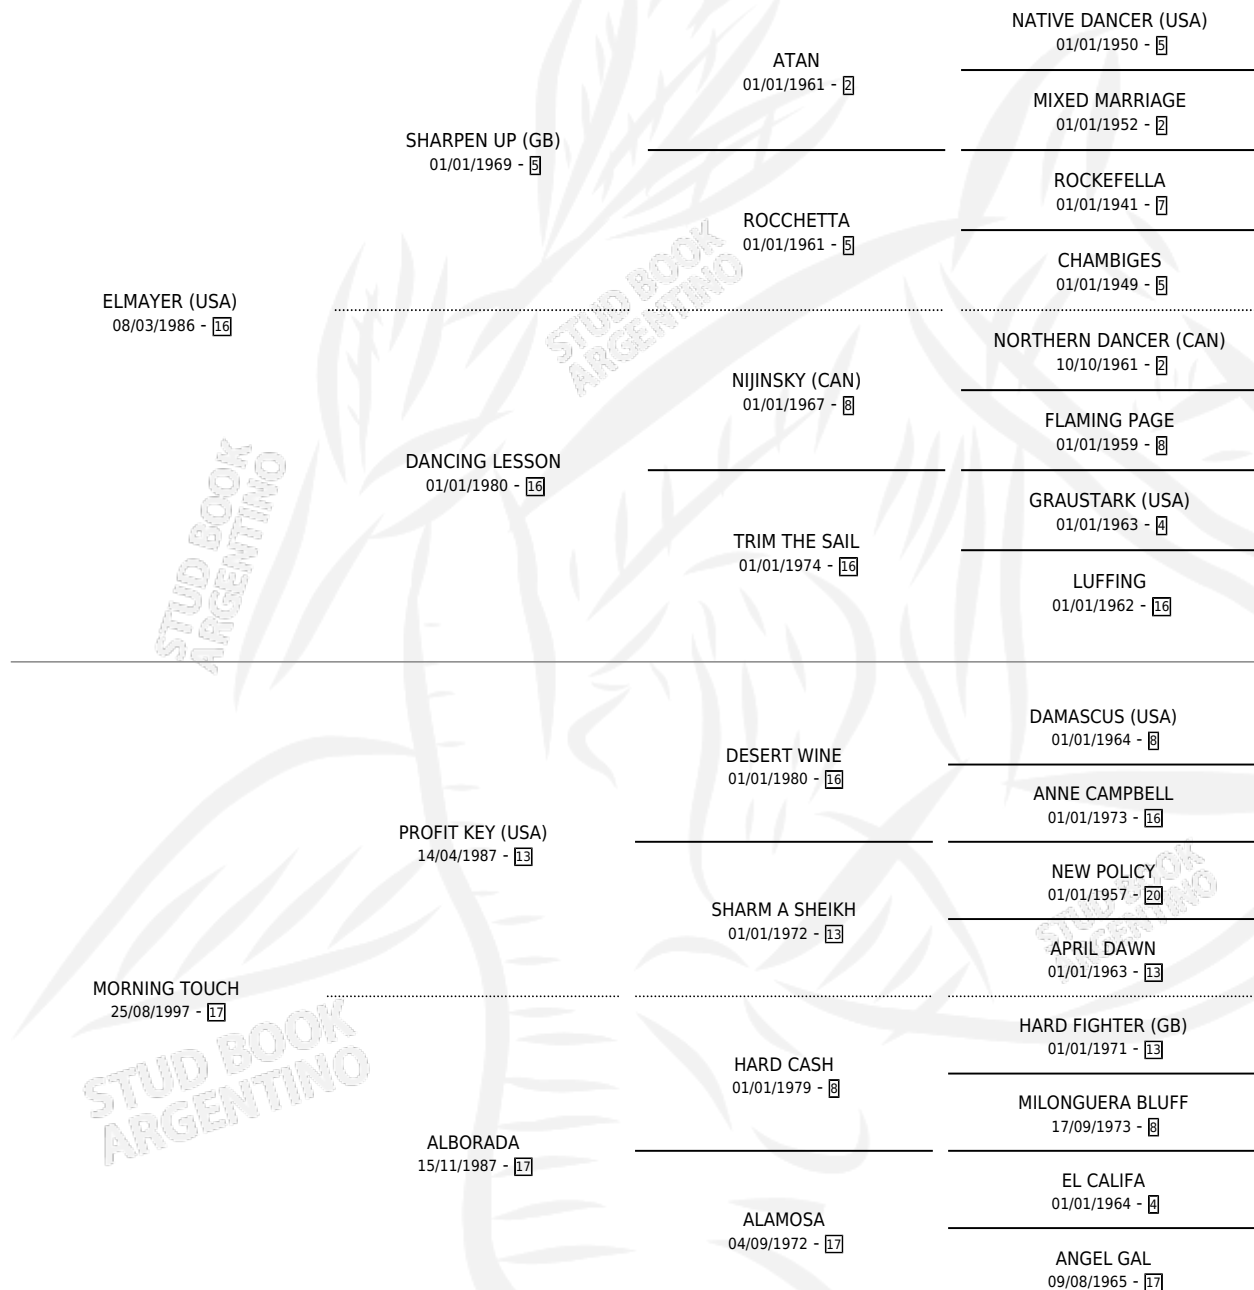 NATIVE DANCER (USA)
01/01/1950 - 5
ATAN
01/01/1961 - 2
MIXED MARRIAGE
01/01/1952 - 2
SHARPEN UP (GB)
01/01/1969 - 5
ROCKEFELLA
01/01/1941 - 7
ROCCHETTA
01/01/1961 - 5
CHAMBIGES
01/01/1949 - 5
ELMAYER (USA)
08/03/1986 - 16
NORTHERN DANCER (CAN)
10/10/1961 - 2
NIJINSKY (CAN)
01/01/1967 - 8
FLAMING PAGE
01/01/1959 - 8
DANCING LESSON
01/01/1980 - 16
GRAUSTARK (USA)
01/01/1963 - 4
TRIM THE SAIL
01/01/1974 - 16
LUFFING
01/01/1962 - 16
DAMASCUS (USA)
01/01/1964 - 8
DESERT WINE
01/01/1980 - 16
ANNE CAMPBELL
01/01/1973 - 16
PROFIT KEY (USA)
14/04/1987 - 13
NEW POLICY
01/01/1957 - 20
SHARM A SHEIKH
01/01/1972 - 13
APRIL DAWN
01/01/1963 - 13
MORNING TOUCH
25/08/1997 - 17
HARD FIGHTER (GB)
01/01/1971 - 13
HARD CASH
01/01/1979 - 8
MILONGUERA BLUFF
17/09/1973 - 8
ALBORADA
15/11/1987 - 17
EL CALIFA
01/01/1964 - 4
ALAMOSA
04/09/1972 - 17
ANGEL GAL
09/08/1965 - 17
STUD BOOK
ARGENTINO
STUD BOOK
ARGENTINO
STUD BOOK
ARGENTINO
STUD BOOK
ARGENTINO